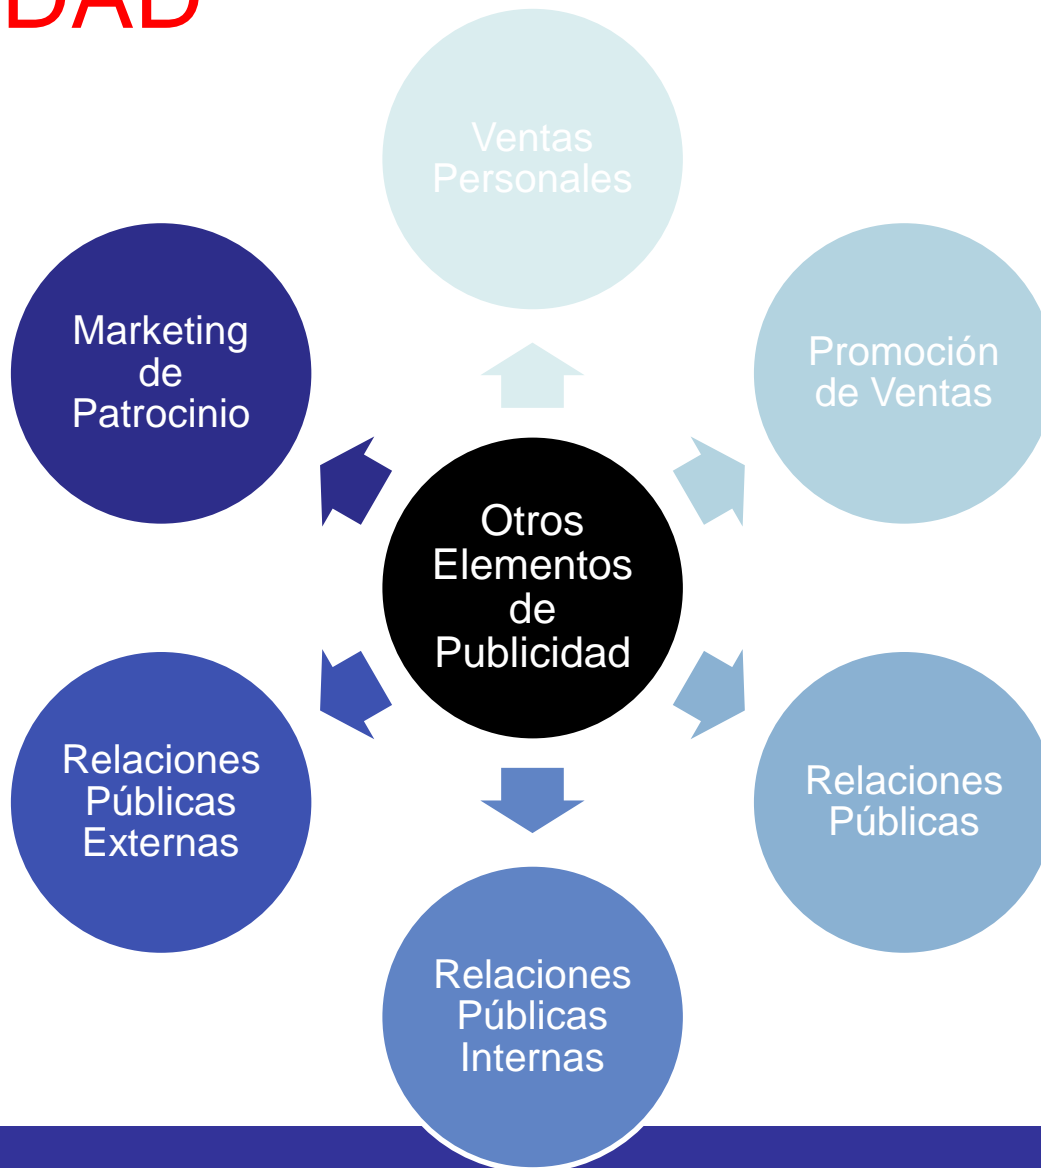 DAD
Ventas
Personales
Marketing
de
Patrocinio
Promoción
de Ventas
Otros
Elementos
de
Publicidad
Relaciones
Públicas
Externas
Relaciones
Públicas
Relaciones
Públicas
Internas